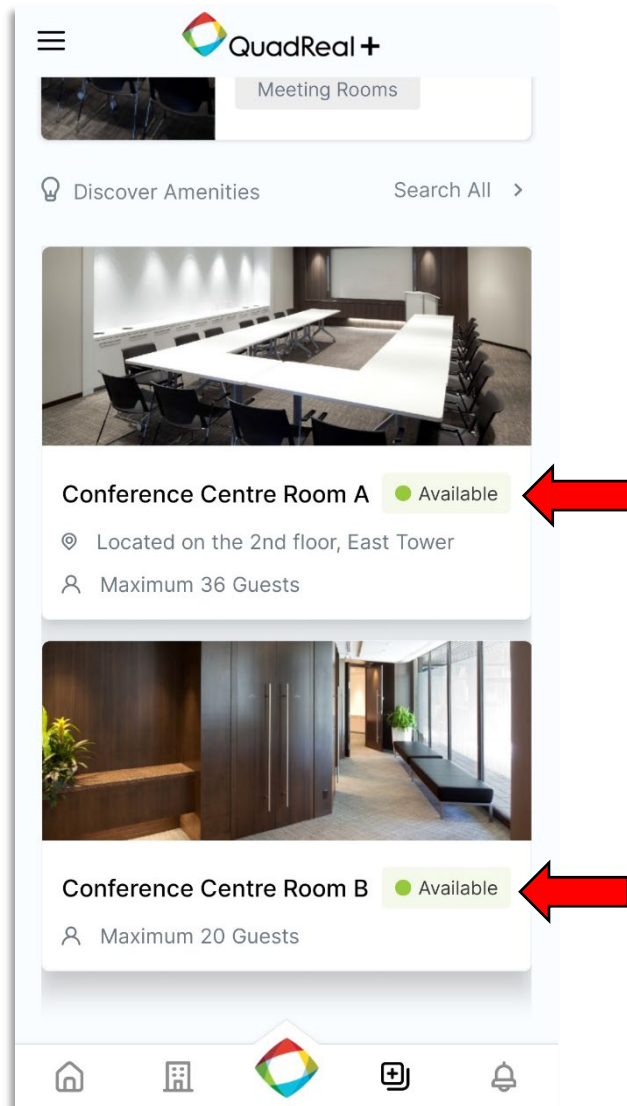 QuadReal +
Meeting Rooms
Discover Amenities Search All >
Conference Centre Room A Available
Located on the 2nd floor, East Tower
Maximum 36 Guests
Conference Centre Room B Available
Maximum 20 Guests